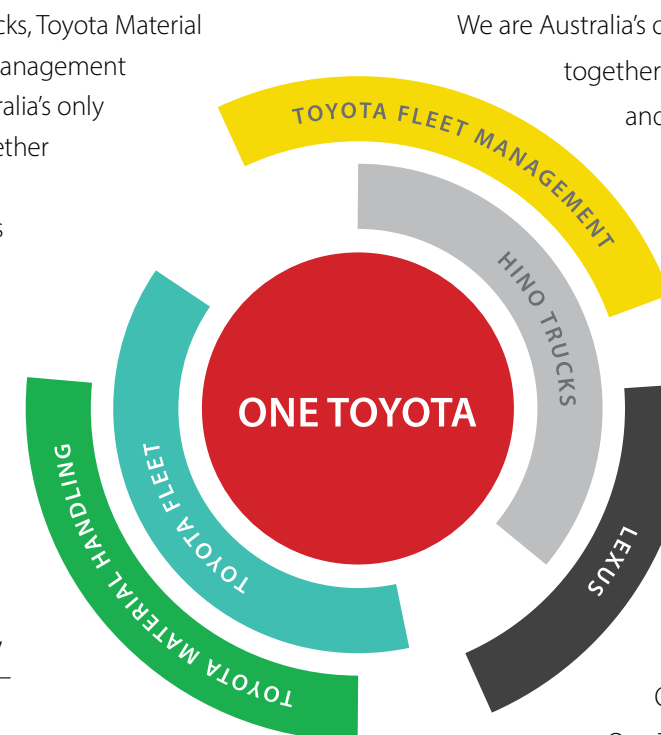 cks, Toyota Material
anagement
ralia's only
ether
s
We are Australia's o
together
and
TOYOTA FLEET MANAGEMENT
HINO TRUCKS
ONE TOYOTA
TOYOTA FLEET
TOYOTA MATERIAL HANDLING
LEXUS